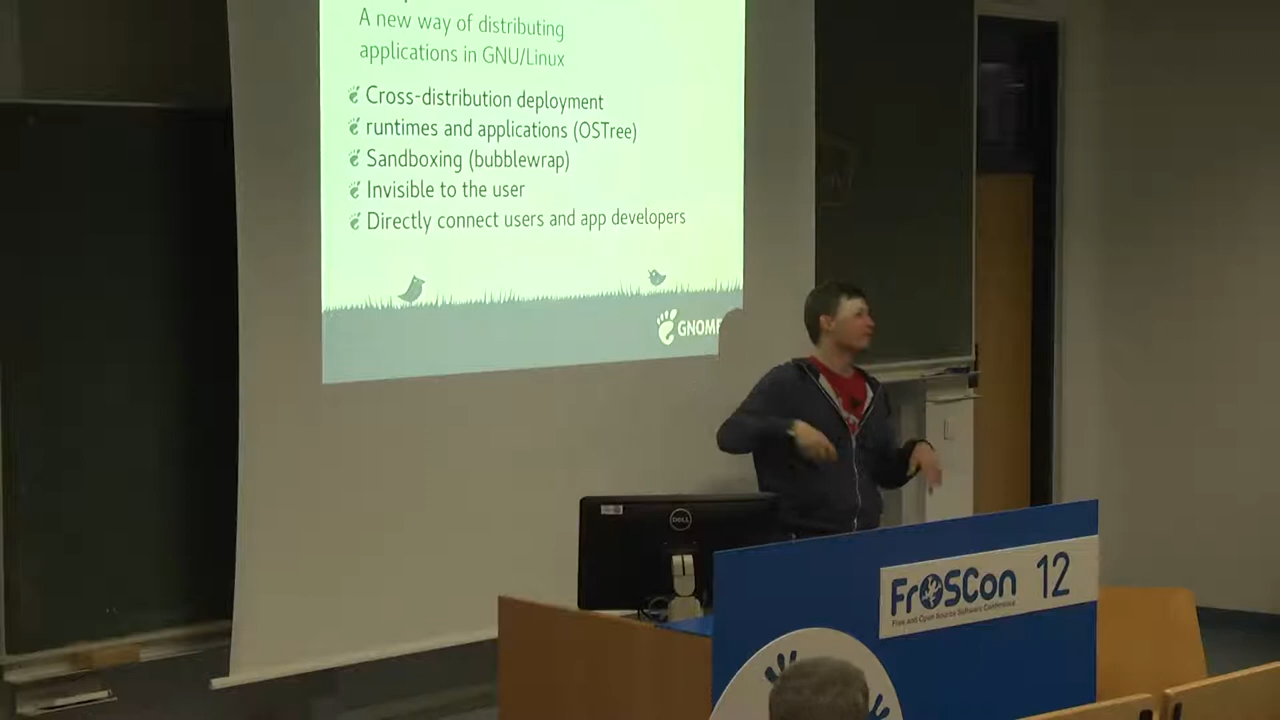 A new way of distributing
applications in GNU/Linux
Cross-distribution deployment
runtimes and applications (OSTree)
Sandboxing (bubblewrap)
Invisible to the user
Directly connect users and app developers
GNOME
DELL
FrOSCon 12
Free and Open Source Software Conference